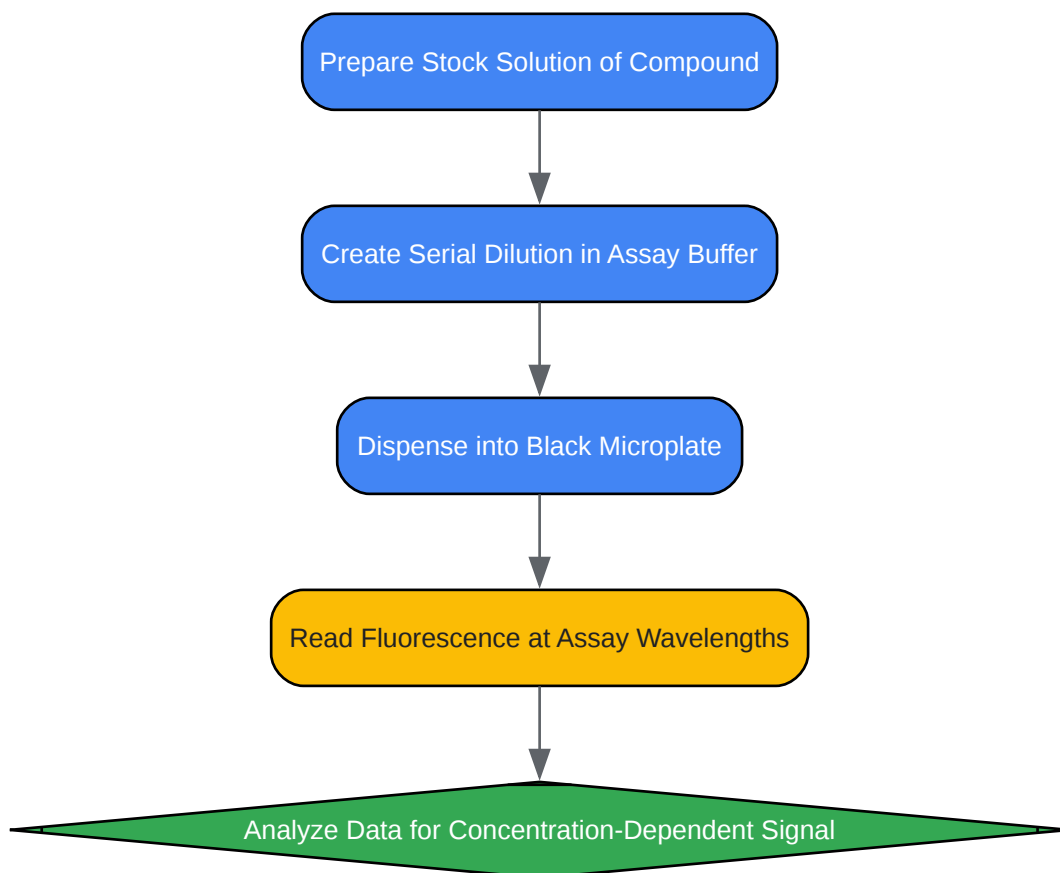 Prepare Stock Solution of Compound
Create Serial Dilution in Assay Buffer
Dispense into Black Microplate
Read Fluorescence at Assay Wavelengths
Analyze Data for Concentration-Dependent Signal